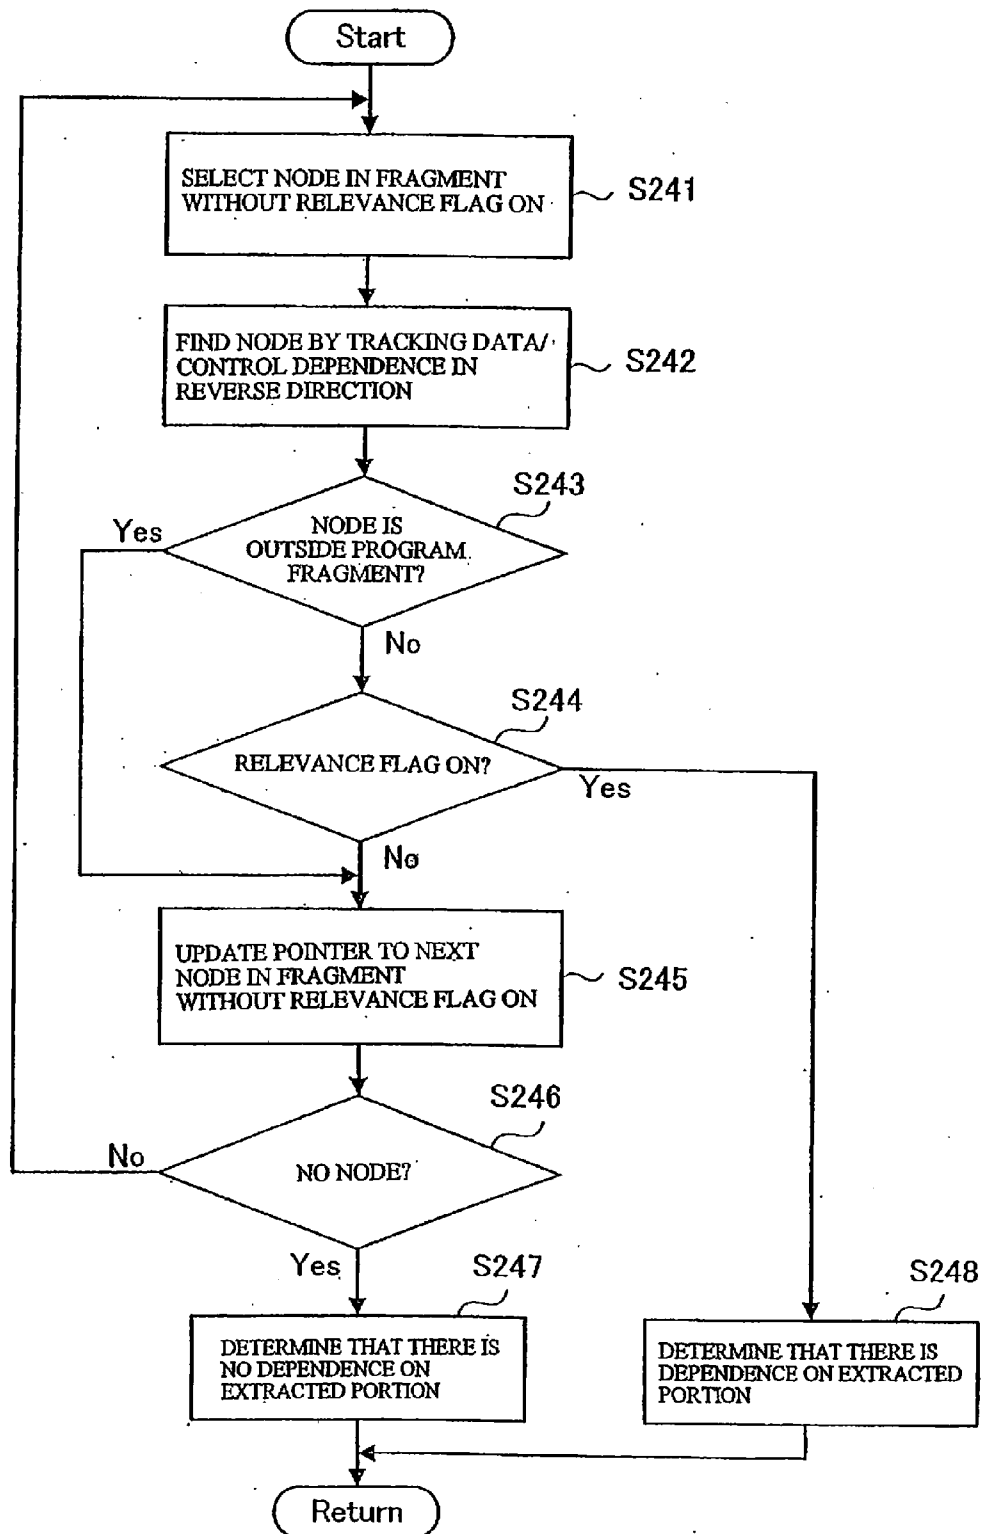 Start
SELECT NODE IN FRAGMENT
WITHOUT RELEVANCE FLAG ON
S241
FIND NODE BY TRACKING DATA/
CONTROL DEPENDENCE IN
REVERSE DIRECTION
S242
S243
Yes
NODE IS
OUTSIDE PROGRAM
FRAGMENT?
No
S244
RELEVANCE FLAG ON?
Yes
No
UPDATE POINTER TO NEXT
NODE IN FRAGMENT
WITHOUT RELEVANCE FLAG ON
S245
S246
No
NO NODE?
Yes
S247
S248
DETERMINE THAT THERE IS
NO DEPENDENCE ON
EXTRACTED PORTION
DETERMINE THAT THERE IS
DEPENDENCE ON EXTRACTED
PORTION
Return